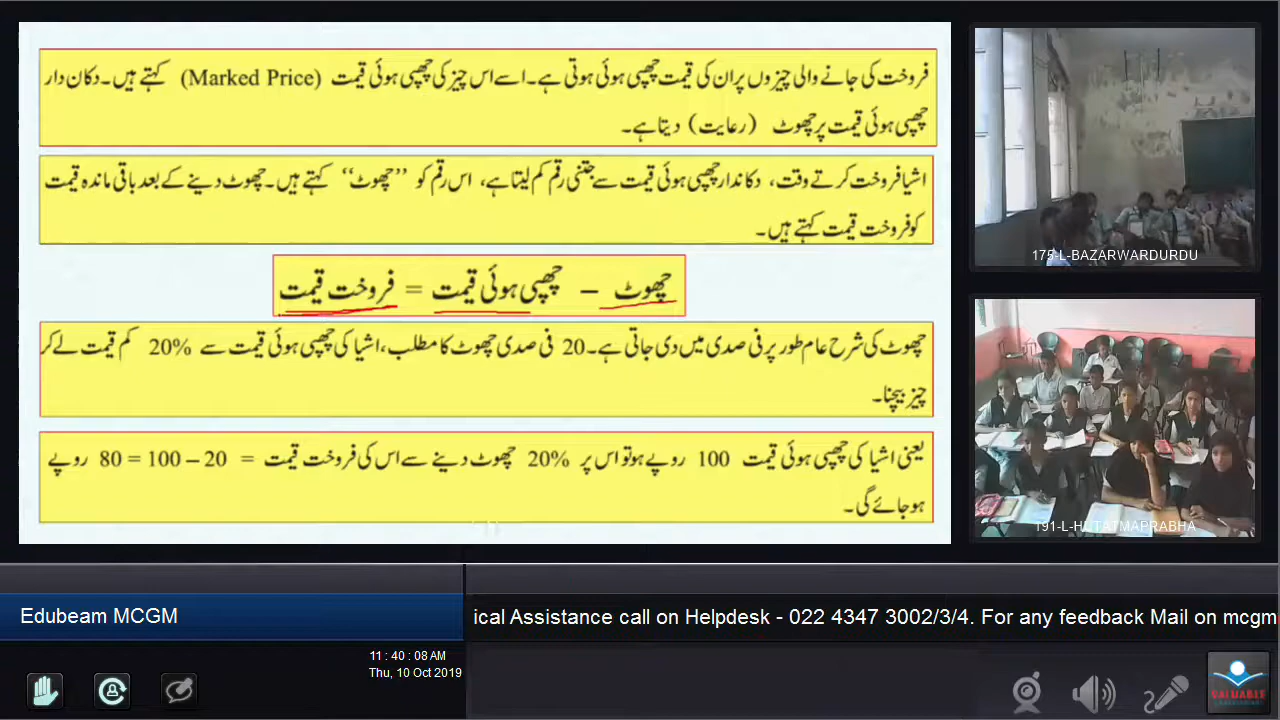 فروخت کی جانے والی چیزوں پر ان کی قیمت چھپی ہوئی ہوتی ہے۔ اسے اس چیز کی چھپی ہوئی قیمت (Marked Price) کہتے ہیں۔ دکان دار
چھپی ہوئی قیمت پر چھوٹ (رعایت) دیتا ہے۔
اشیا فروخت کرتے وقت، دکاندار چھپی ہوئی قیمت سے جتنی رقم کم لیتا ہے، اس رقم کو ’’چھوٹ‘‘ کہتے ہیں۔ چھوٹ دینے کے بعد باقی ماندہ قیمت
کو فروخت قیمت کہتے ہیں۔
چھوٹ – چھپی ہوئی قیمت = فروخت قیمت
چھوٹ کی شرح عام طور پر فی صدی میں دی جاتی ہے۔ 20 فی صدی چھوٹ کا مطلب، اشیا کی چھپی ہوئی قیمت سے 20% کم قیمت لے کر
چیز بیچنا۔
یعنی اشیا کی چھپی ہوئی قیمت 100 روپے ہو تو اس پر 20% چھوٹ دینے سے اس کی فروخت قیمت = 100 – 20 = 80 روپے
ہو جائے گی۔
175-L-BAZARWARDURDU
191-L-HUTATMAPRABHA
Edubeam MCGM
ical Assistance call on Helpdesk - 022 4347 3002/3/4. For any feedback Mail on mcgm
11 : 40 : 08 AM
Thu, 10 Oct 2019
VALUABLE